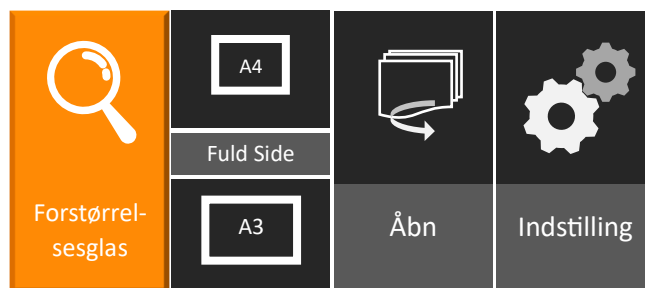 Forstørrel-
sesglas
A4
Fuld Side
A3
Åbn
Indstilling